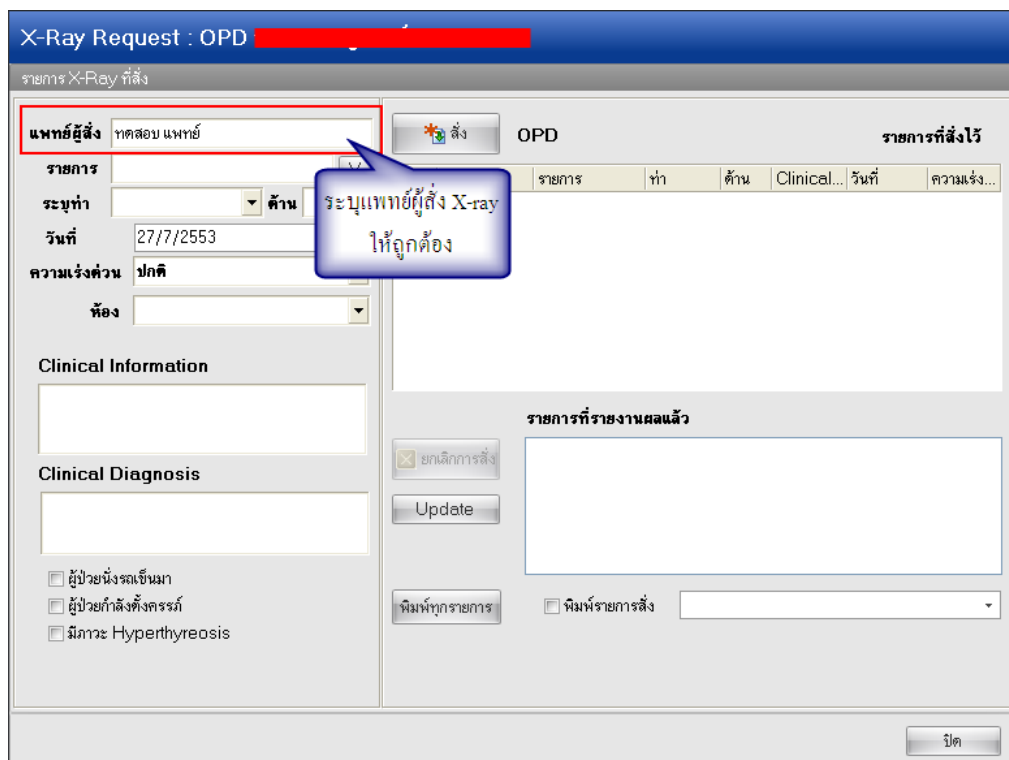 X-Ray Request : OPD
รายการ X-Ray ที่สั่ง
แพทย์ผู้สั่ง ทดสอบ แพทย์
รายการ
ระบุท่า ด้าน
วันที่ 27/7/2553
ความเร่งด่วน ปกติ
ห้อง
ระบุแพทย์ผู้สั่ง X-ray
ให้ถูกต้อง
Clinical Information
Clinical Diagnosis
ผู้ป่วยนั่งรถเข็นมา
ผู้ป่วยกำลังตั้งครรภ์
มีภาวะ Hyperthyreosis
สั่ง OPD รายการที่สั่งไว้
รายการ ท่า ด้าน Clinical... วันที่ ความเร่ง...
รายการที่รายงานผลแล้ว
ยกเลิกการสั่ง
Update
พิมพ์ทุกรายการ พิมพ์รายการสั่ง
ปิด